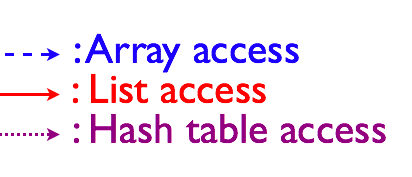 : Array access
: List access
: Hash table access